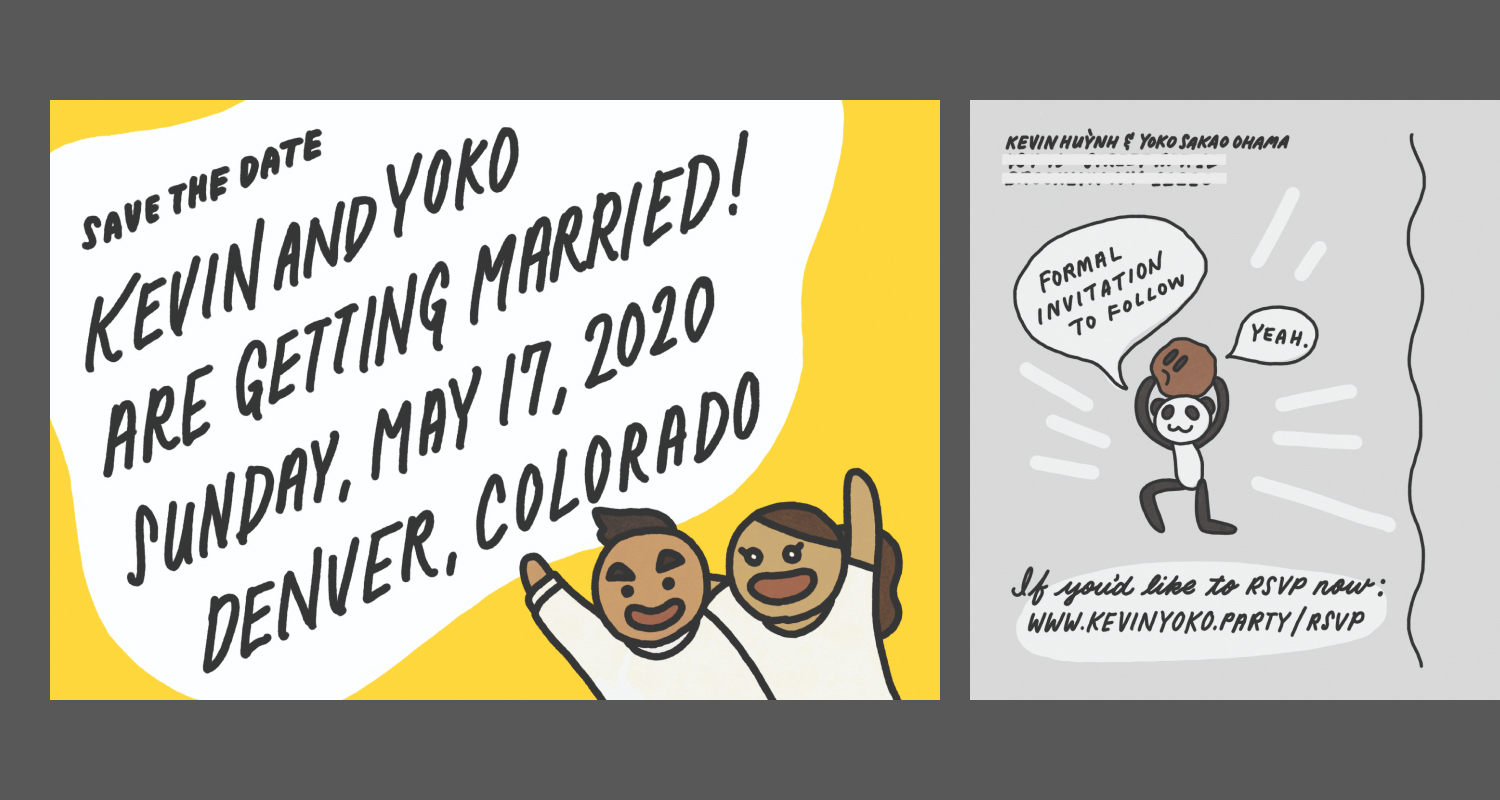 SAVE THE DATE
KEVIN AND YOKO
ARE GETTING MARRIED!
SUNDAY, MAY 17, 2020
DENVER, COLORADO
KEVIN HUỲNH & YOKO SAKAO OHAMA
FORMAL
INVITATION
TO FOLLOW
YEAH.
If you'd like to RSVP now:
WWW.KEVINYOKO.PARTY/RSVP